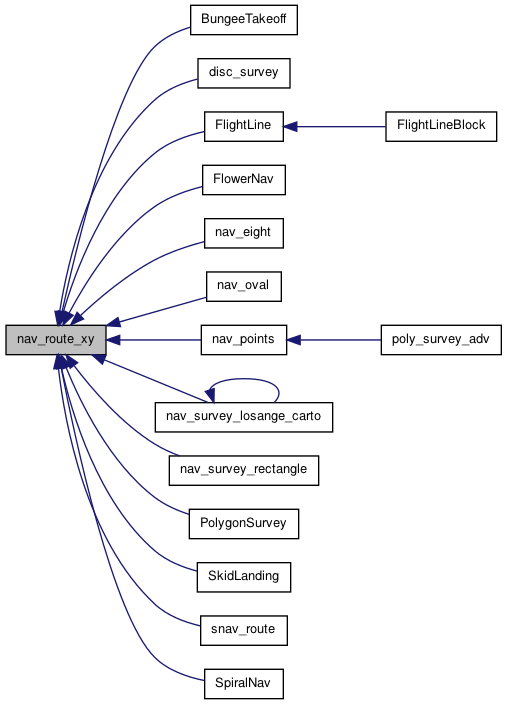 BungeeTakeoff
disc_survey
FlightLine
FlightLineBlock
FlowerNav
nav_eight
nav_oval
nav_route_xy
nav_points
poly_survey_adv
nav_survey_losange_carto
nav_survey_rectangle
PolygonSurvey
SkidLanding
snav_route
SpiralNav